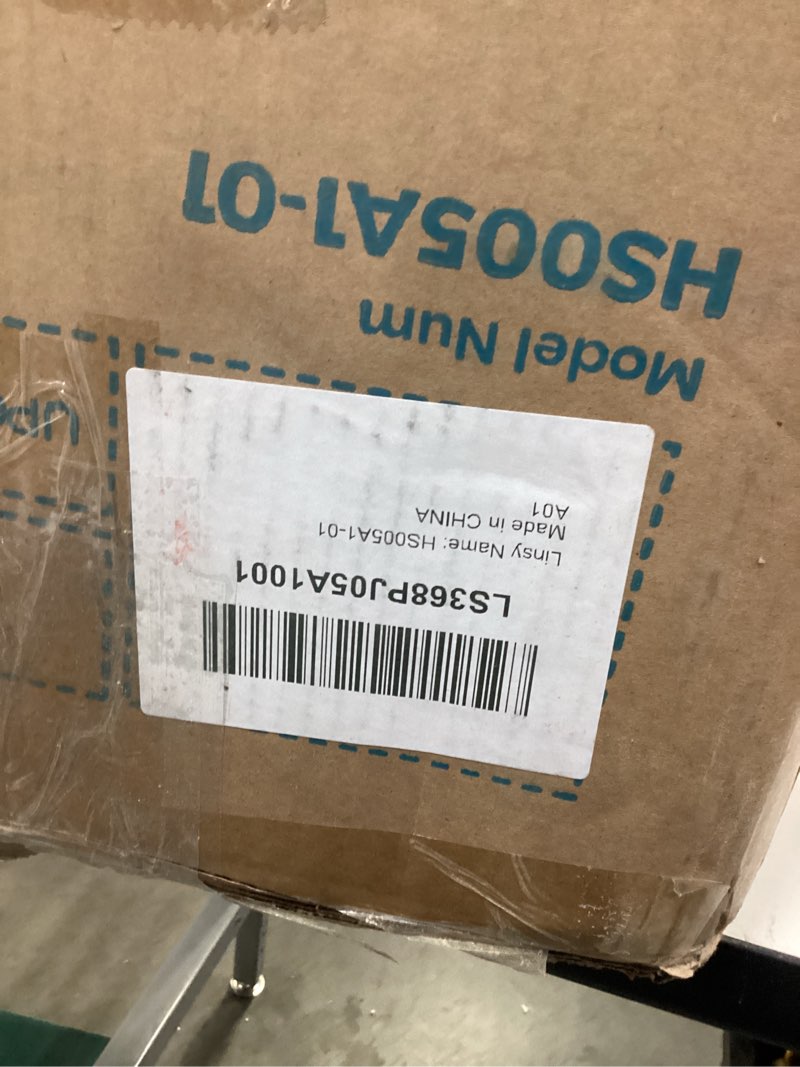 Model Num
HS005A1-01
LS368PJ05A1001
Linsy Name: HS005A1-01
Made in CHINA
A01